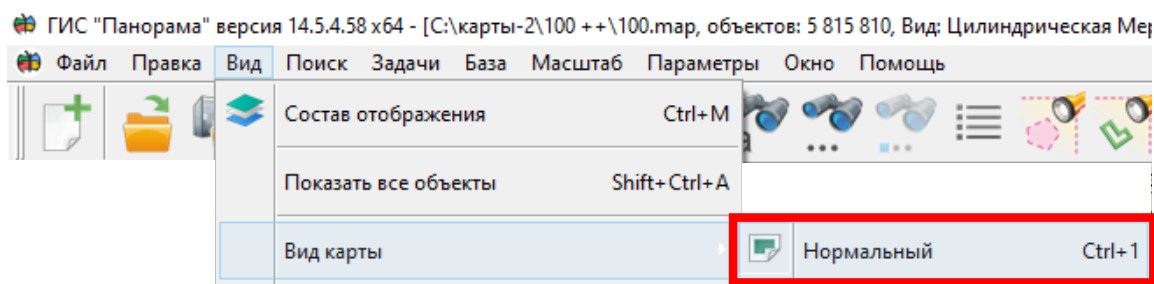 ГИС "Панорама" версия 14.5.4.58 x64 - [C:\карты-2\100 ++\100.map, объектов: 5 815 810, Вид: Цилиндрическая Мер
Файл Правка Вид Поиск Задачи База Масштаб Параметры Окно Помощь
Состав отображения Ctrl+M
Показать все объекты Shift+Ctrl+A
Вид карты
Нормальный Ctrl+1